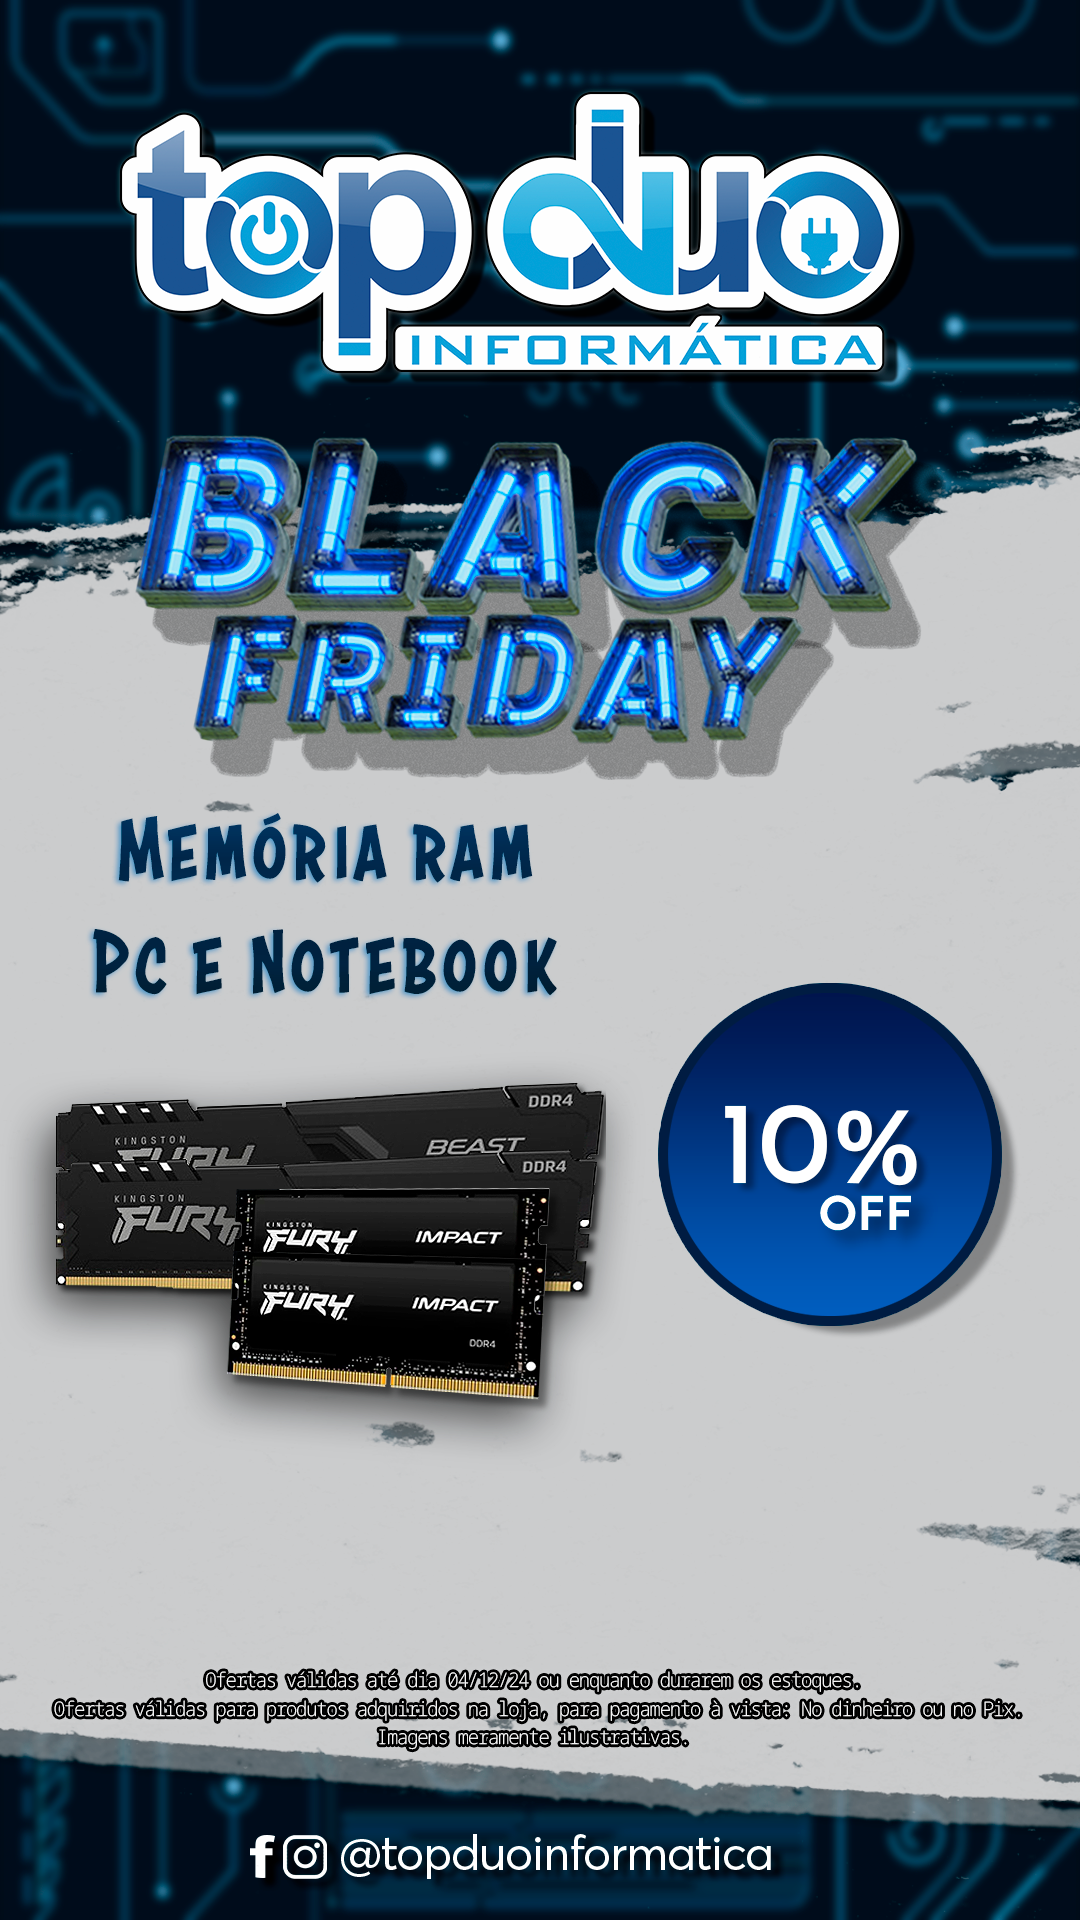 top duo
INFORMÁTICA
BLACK
FRIDAY
MEMÓRIA RAM
PC E NOTEBOOK
DDR4
KINGSTON
FURY
BEAST
DDR4
KINGSTON
FURY
KINGSTON
FURY
IMPACT
KINGSTON
FURY
IMPACT
DDR4
10%
OFF
Ofertas válidas até dia 04/12/24 ou enquanto durarem os estoques.
Ofertas válidas para produtos adquiridos na loja, para pagamento à vista: No dinheiro ou no Pix.
Imagens meramente ilustrativas.
@topduoinformatica